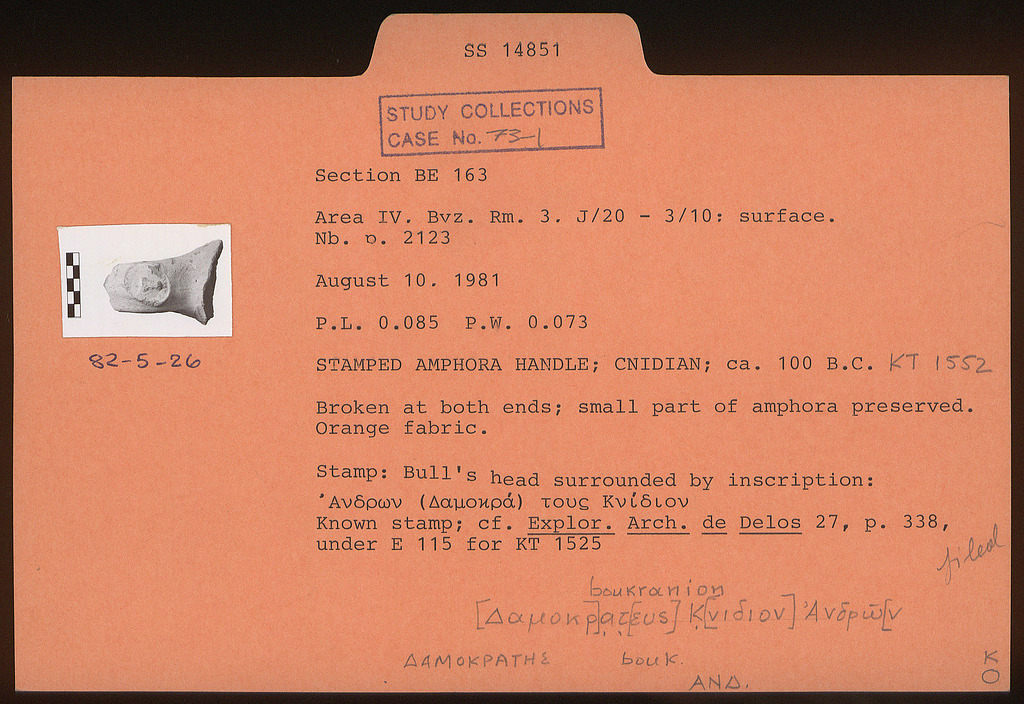 SS 14851
STUDY COLLECTIONS
CASE No. 73-1
Section BE 163
Area IV. Bvz. Rm. 3. J/20 - 3/10: surface.
Nb. p. 2123
August 10. 1981
P.L. 0.085 P.W. 0.073
82-5-26
STAMPED AMPHORA HANDLE; CNIDIAN; ca. 100 B.C. KT 1552
Broken at both ends; small part of amphora preserved.
Orange fabric.
Stamp: Bull's head surrounded by inscription:
Ἀνδρων (Δαμοκρά) τους Κνίδιον
Known stamp; cf. Explor. Arch. de Delos 27, p. 338,
under E 115 for KT 1525
filed
boukranion
[Δαμοκρ]ατ[ευς] Κ[νιδιον] Ἀνδρῶ[ν
ΔΑΜΟΚΡΑΤΗΣ bouk.
ΑΝΔ.
K
O